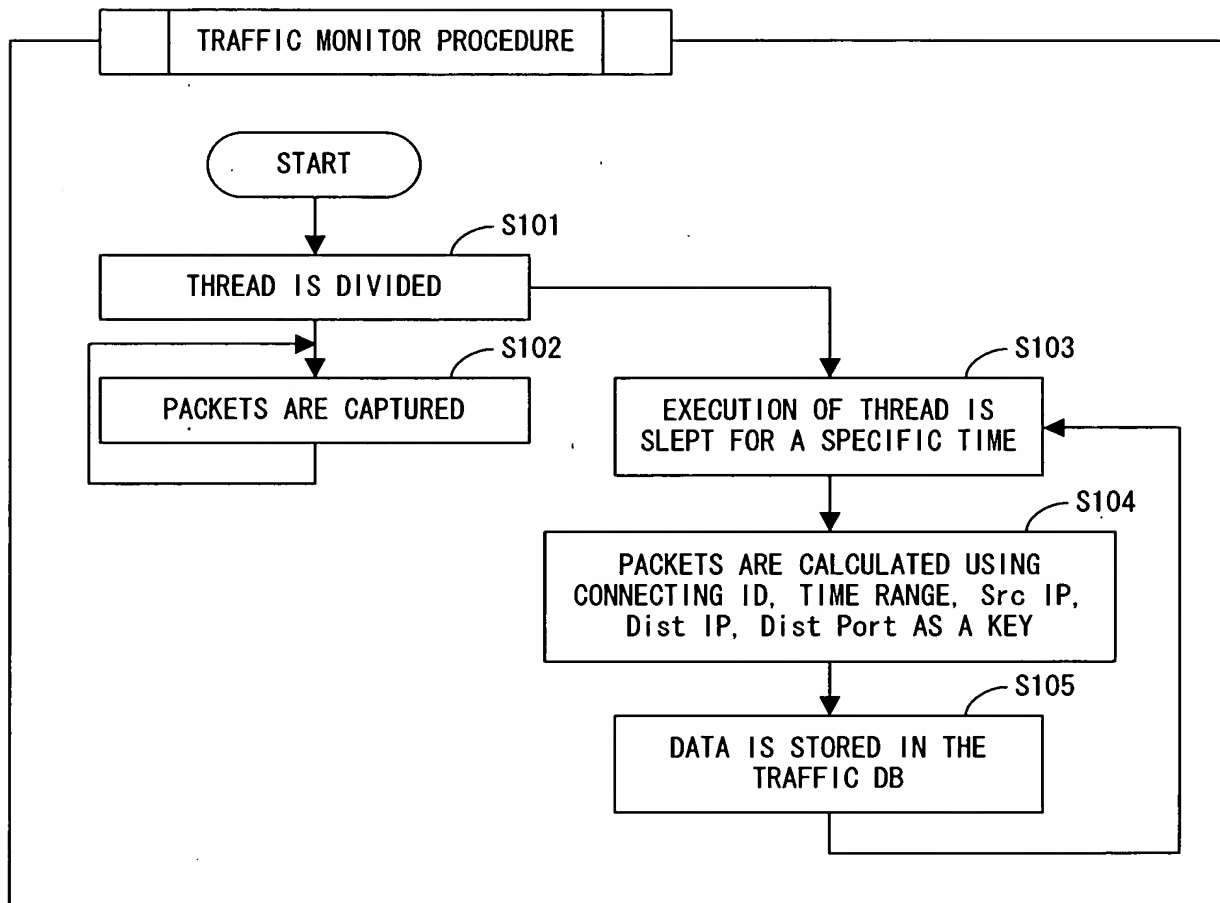 TRAFFIC MONITOR PROCEDURE
START
S101
THREAD IS DIVIDED
S102
PACKETS ARE CAPTURED
S103
EXECUTION OF THREAD IS
SLEPT FOR A SPECIFIC TIME
S104
PACKETS ARE CALCULATED USING
CONNECTING ID, TIME RANGE, Src IP,
Dist IP, Dist Port AS A KEY
S105
DATA IS STORED IN THE
TRAFFIC DB